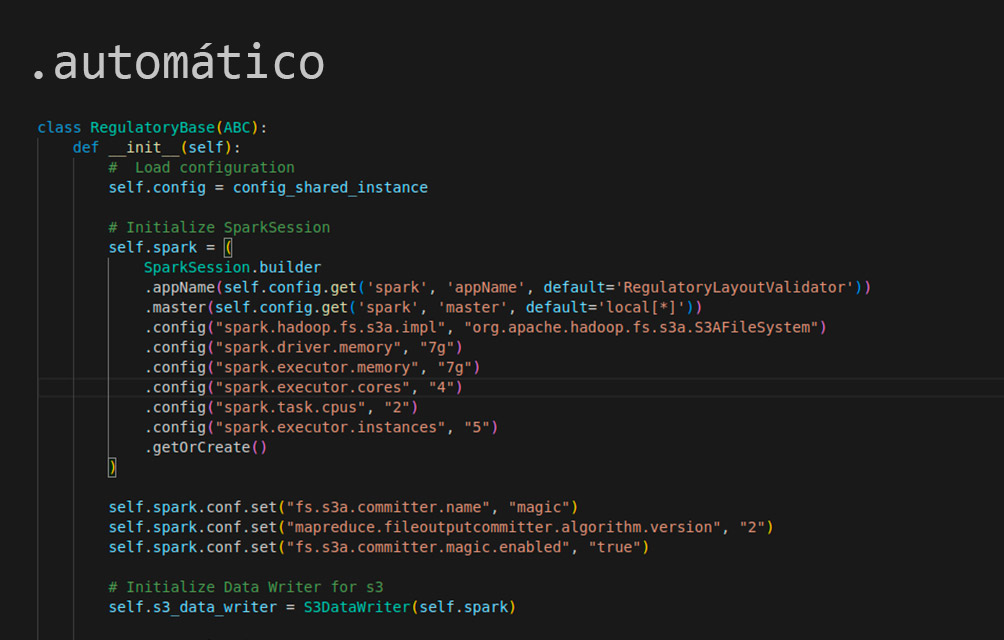 .automático
class RegulatoryBase(ABC):
def __init__(self):
#  Load configuration
self.config = config_shared_instance
# Initialize SparkSession
self.spark = (
SparkSession.builder
.appName(self.config.get('spark', 'appName', default='RegulatoryLayoutValidator'))
.master(self.config.get('spark', 'master', default='local[*]'))
.config("spark.hadoop.fs.s3a.impl", "org.apache.hadoop.fs.s3a.S3AFileSystem")
.config("spark.driver.memory", "7g")
.config("spark.executor.memory", "7g")
.config("spark.executor.cores", "4")
.config("spark.task.cpus", "2")
.config("spark.executor.instances", "5")
.getOrCreate()
)
self.spark.conf.set("fs.s3a.committer.name", "magic")
self.spark.conf.set("mapreduce.fileoutputcommitter.algorithm.version", "2")
self.spark.conf.set("fs.s3a.committer.magic.enabled", "true")
# Initialize Data Writer for s3
self.s3_data_writer = S3DataWriter(self.spark)